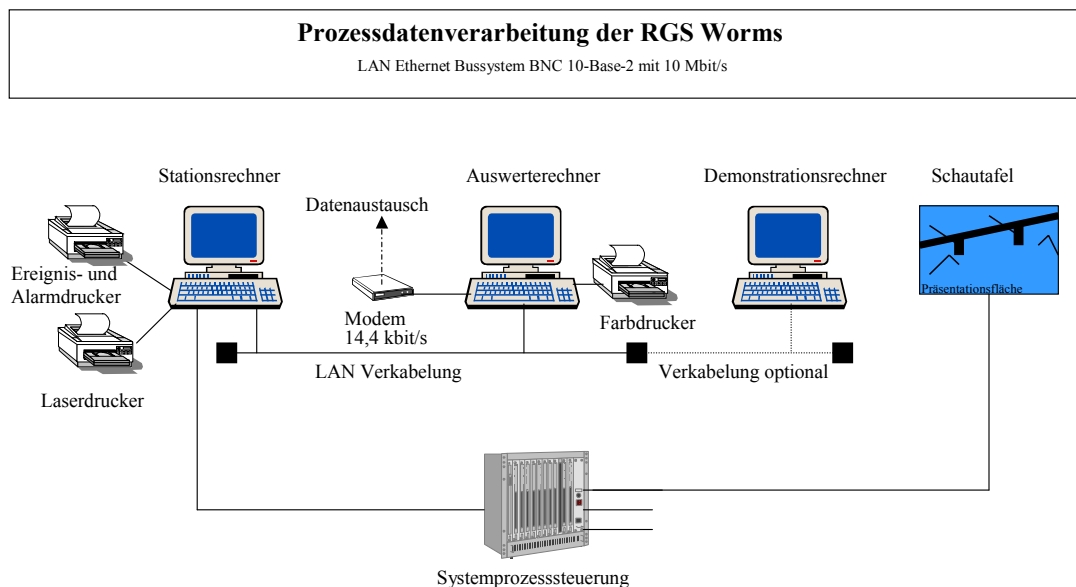 Prozessdatenverarbeitung der RGS Worms
LAN Ethernet Bussystem BNC 10-Base-2 mit 10 Mbit/s
Stationsrechner
Auswerterechner
Demonstrationsrechner
Schautafel
Datenaustausch
Ereignis- und
Alarmdrucker
Präsentationsfläche
Modem
14,4 kbit/s
Farbdrucker
LAN Verkabelung
Verkabelung optional
Laserdrucker
Systemprozesssteuerung